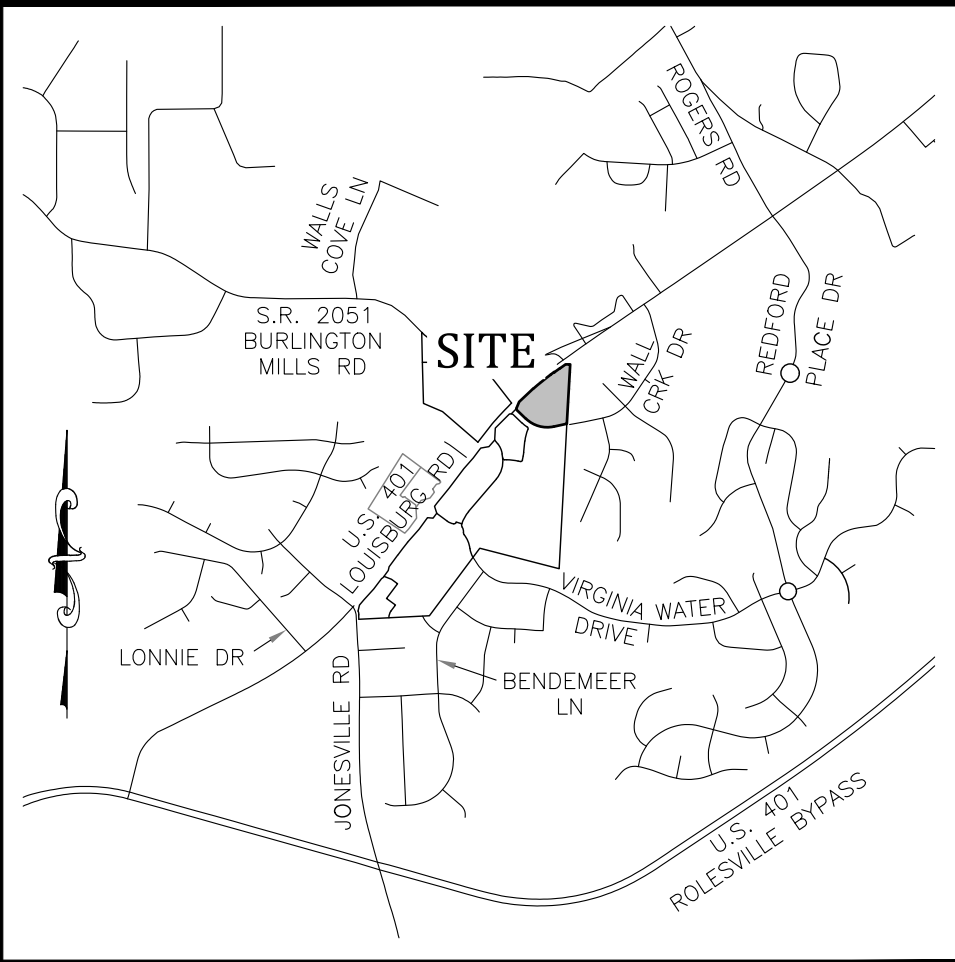 ROGERS RD
WALLS
COVE LN
S.R. 2051
BURLINGTON
MILLS RD
SITE
REDFORD
PLACE DR
WALL
CRK DR
U.S. 401
LOUISBURG RD
VIRGINIA WATER
DRIVE
LONNIE DR
BENDEMEER
LN
JONESVILLE RD
U.S. 401
ROLESVILLE BYPASS